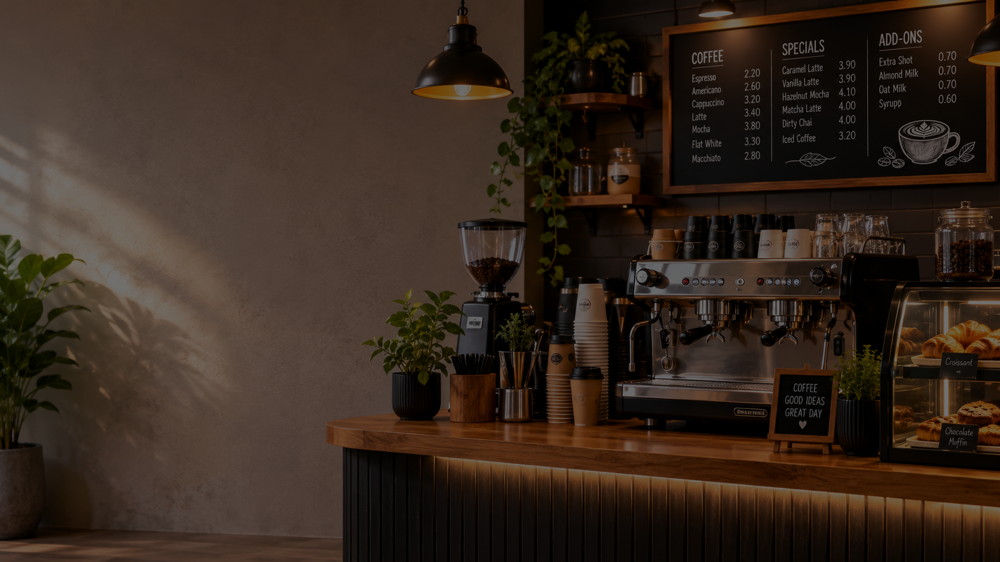 COFFEE
Espresso 2.20
Americano 2.60
Cappuccino 3.20
Latte 3.40
Mocha 3.80
Flat White 3.30
Macchiato 2.80
SPECIALS
Caramel Latte 3.90
Vanilla Latte 3.90
Hazelnut Mocha 4.10
Matcha Latte 4.00
Dirty Chai 4.00
Iced Coffee 3.20
ADD-ONS
Extra Shot 0.70
Almond Milk 0.70
Oat Milk 0.70
Syrupp 0.60
COFFEE
GOOD IDEAS
GREAT DAY
Croissant
Chocolate
Muffin